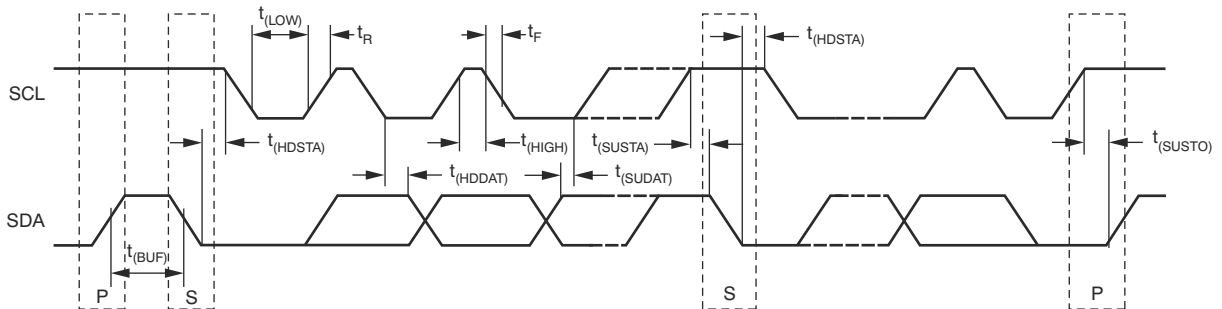 t(LOW)
tR
tF
t(HDSTA)
SCL
t(HDSTA)
t(HIGH)
t(SUSTA)
t(SUSTO)
t(HDDAT)
t(SUDAT)
SDA
t(BUF)
P
S
S
P